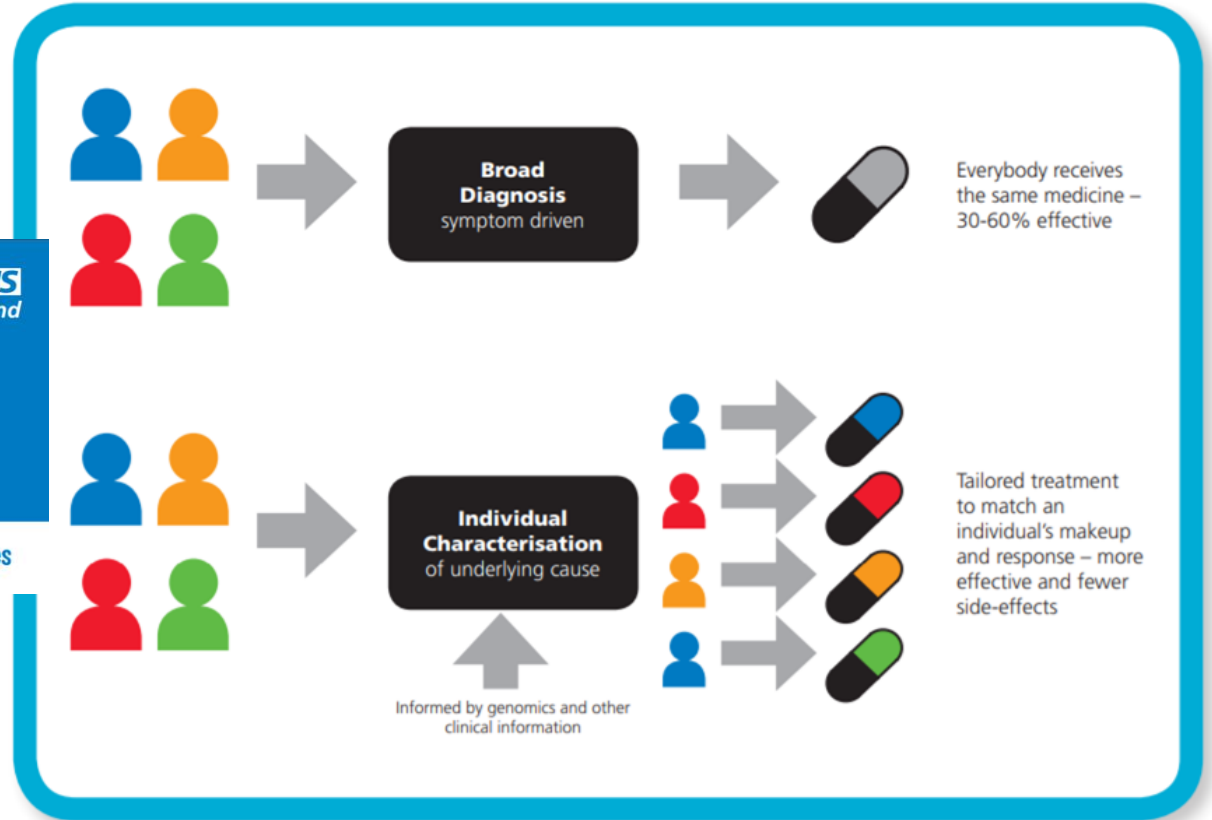 Broad
Diagnosis
symptom driven
Everybody receives
the same medicine –
30-60% effective
Individual
Characterisation
of underlying cause
Informed by genomics and other
clinical information
Tailored treatment
to match an
individual's makeup
and response – more
effective and fewer
side-effects